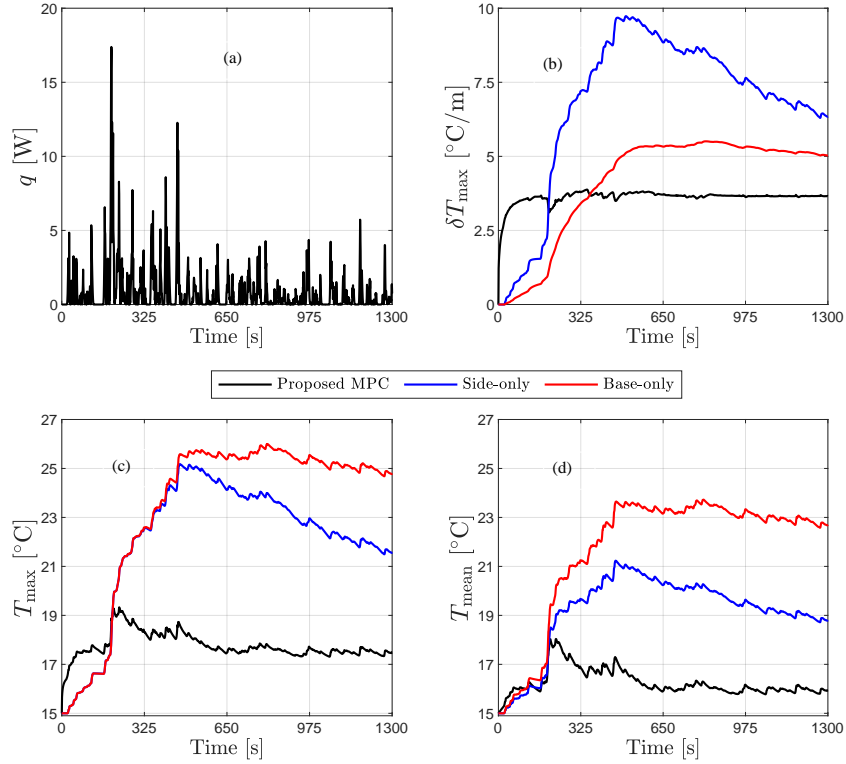 20
15
10
5
0
q [W]
(a)
0
325
650
975
1300
Time [s]
10
7.5
5
2.5
0
δT_max [°C/m]
(b)
0
325
650
975
1300
Time [s]
Proposed MPC
Side-only
Base-only
27
25
23
21
19
17
15
T_max [°C]
(c)
0
325
650
975
1300
Time [s]
27
25
23
21
19
17
15
T_mean [°C]
(d)
0
325
650
975
1300
Time [s]